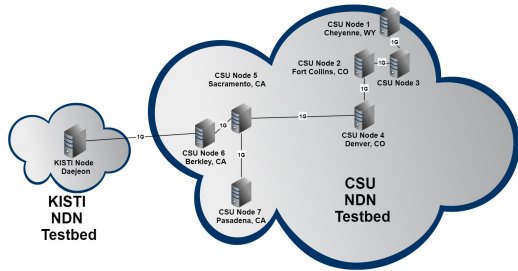 CSU Node 1
Cheyenne, WY
1G
CSU Node 2
Fort Collins, CO
1G
CSU Node 3
1G
CSU Node 5
Sacramento, CA
1G
CSU Node 4
Denver, CO
1G
1G
CSU Node 6
Berkley, CA
KISTI Node
Daejeon
1G
CSU Node 7
Pasadena, CA
KISTI
NDN
Testbed
CSU
NDN
Testbed